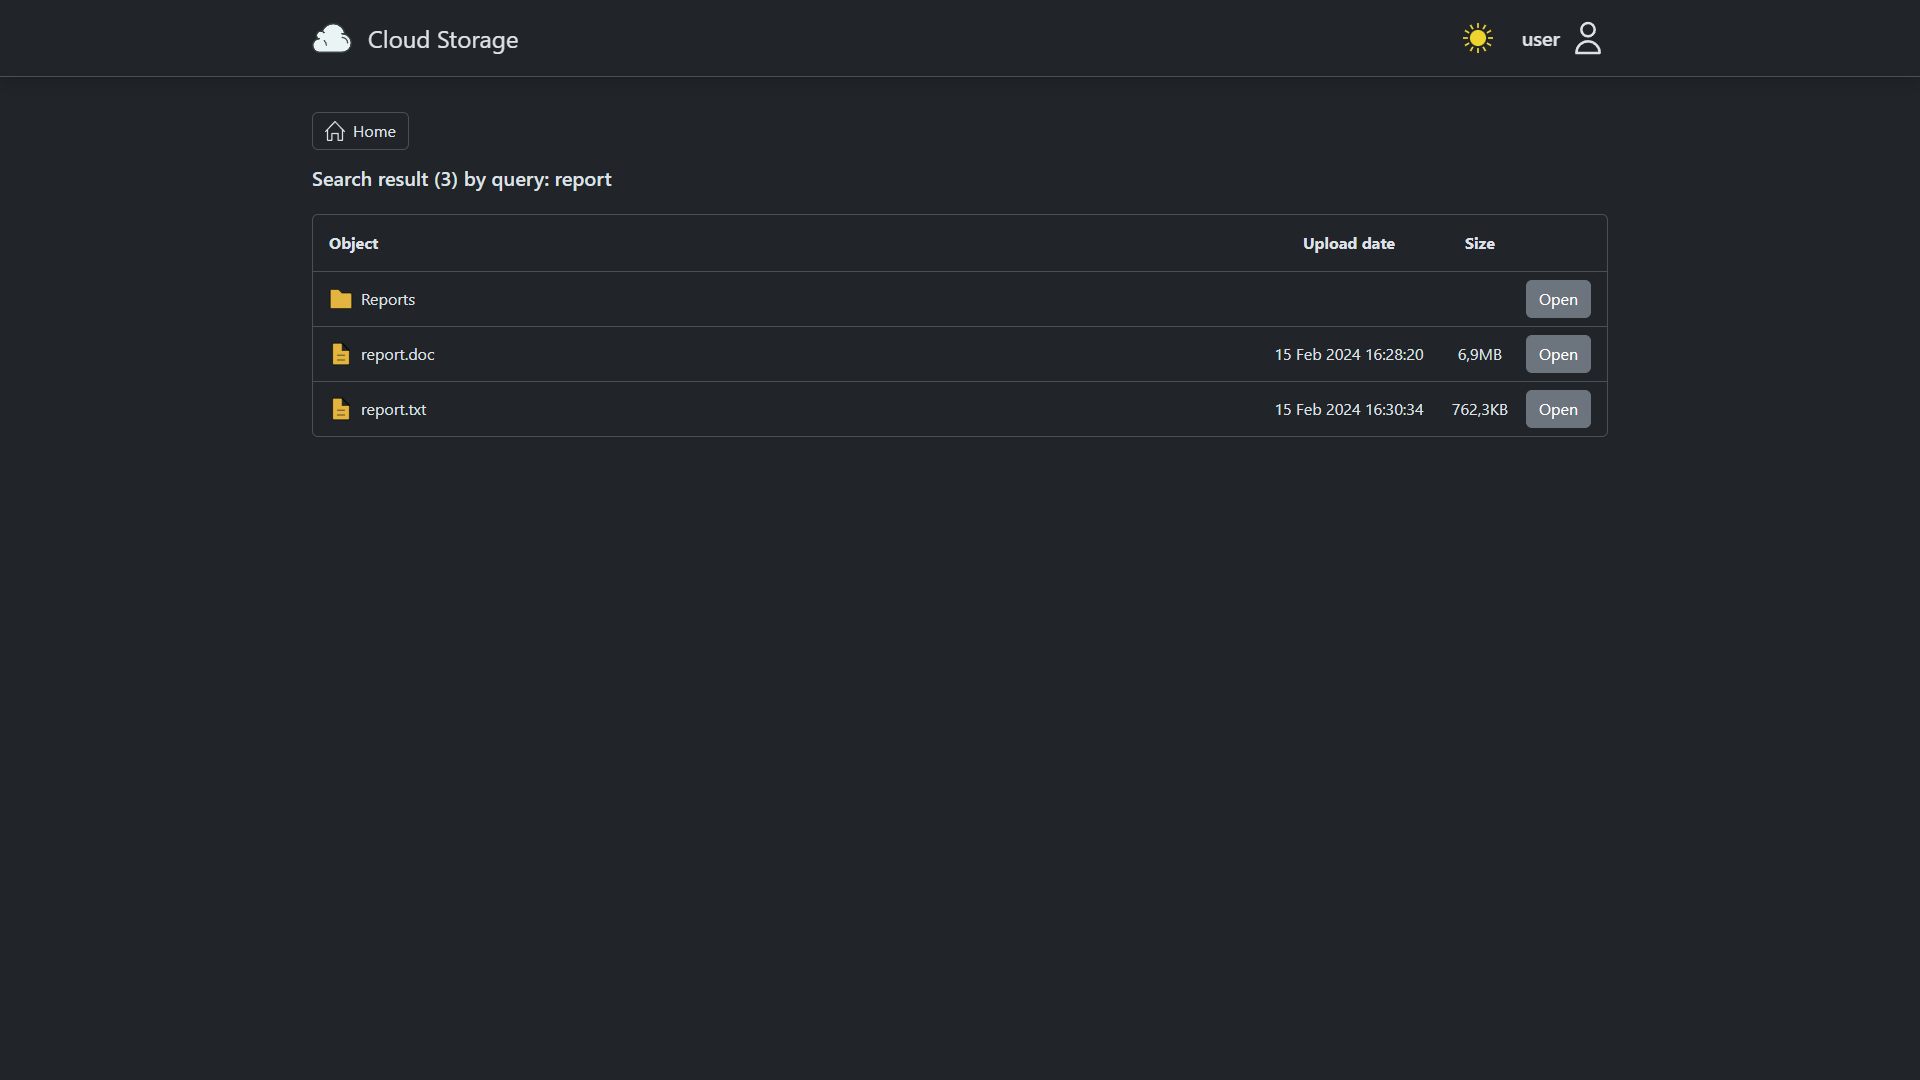 Cloud Storage
user
Home
Search result (3) by query: report
Object Upload date Size
Reports Open
report.doc 15 Feb 2024 16:28:20 6,9MB Open
report.txt 15 Feb 2024 16:30:34 762,3KB Open